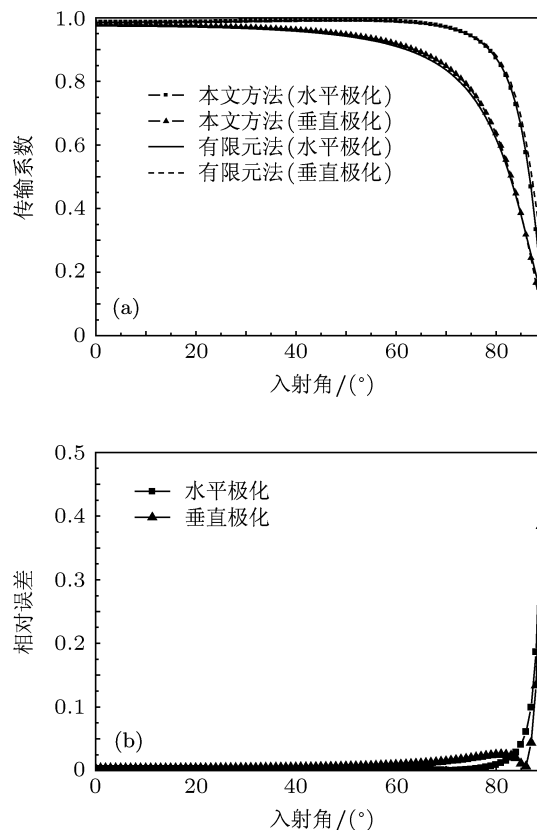 1.0
0.8
0.6
0.4
0.2
0
传输系数
本文方法(水平极化)
本文方法(垂直极化)
有限元法(水平极化)
有限元法(垂直极化)
(a)
0 20 40 60 80
入射角/(°)
0.5
0.4
0.3
0.2
0.1
0
相对误差
水平极化
垂直极化
(b)
0 20 40 60 80
入射角/(°)